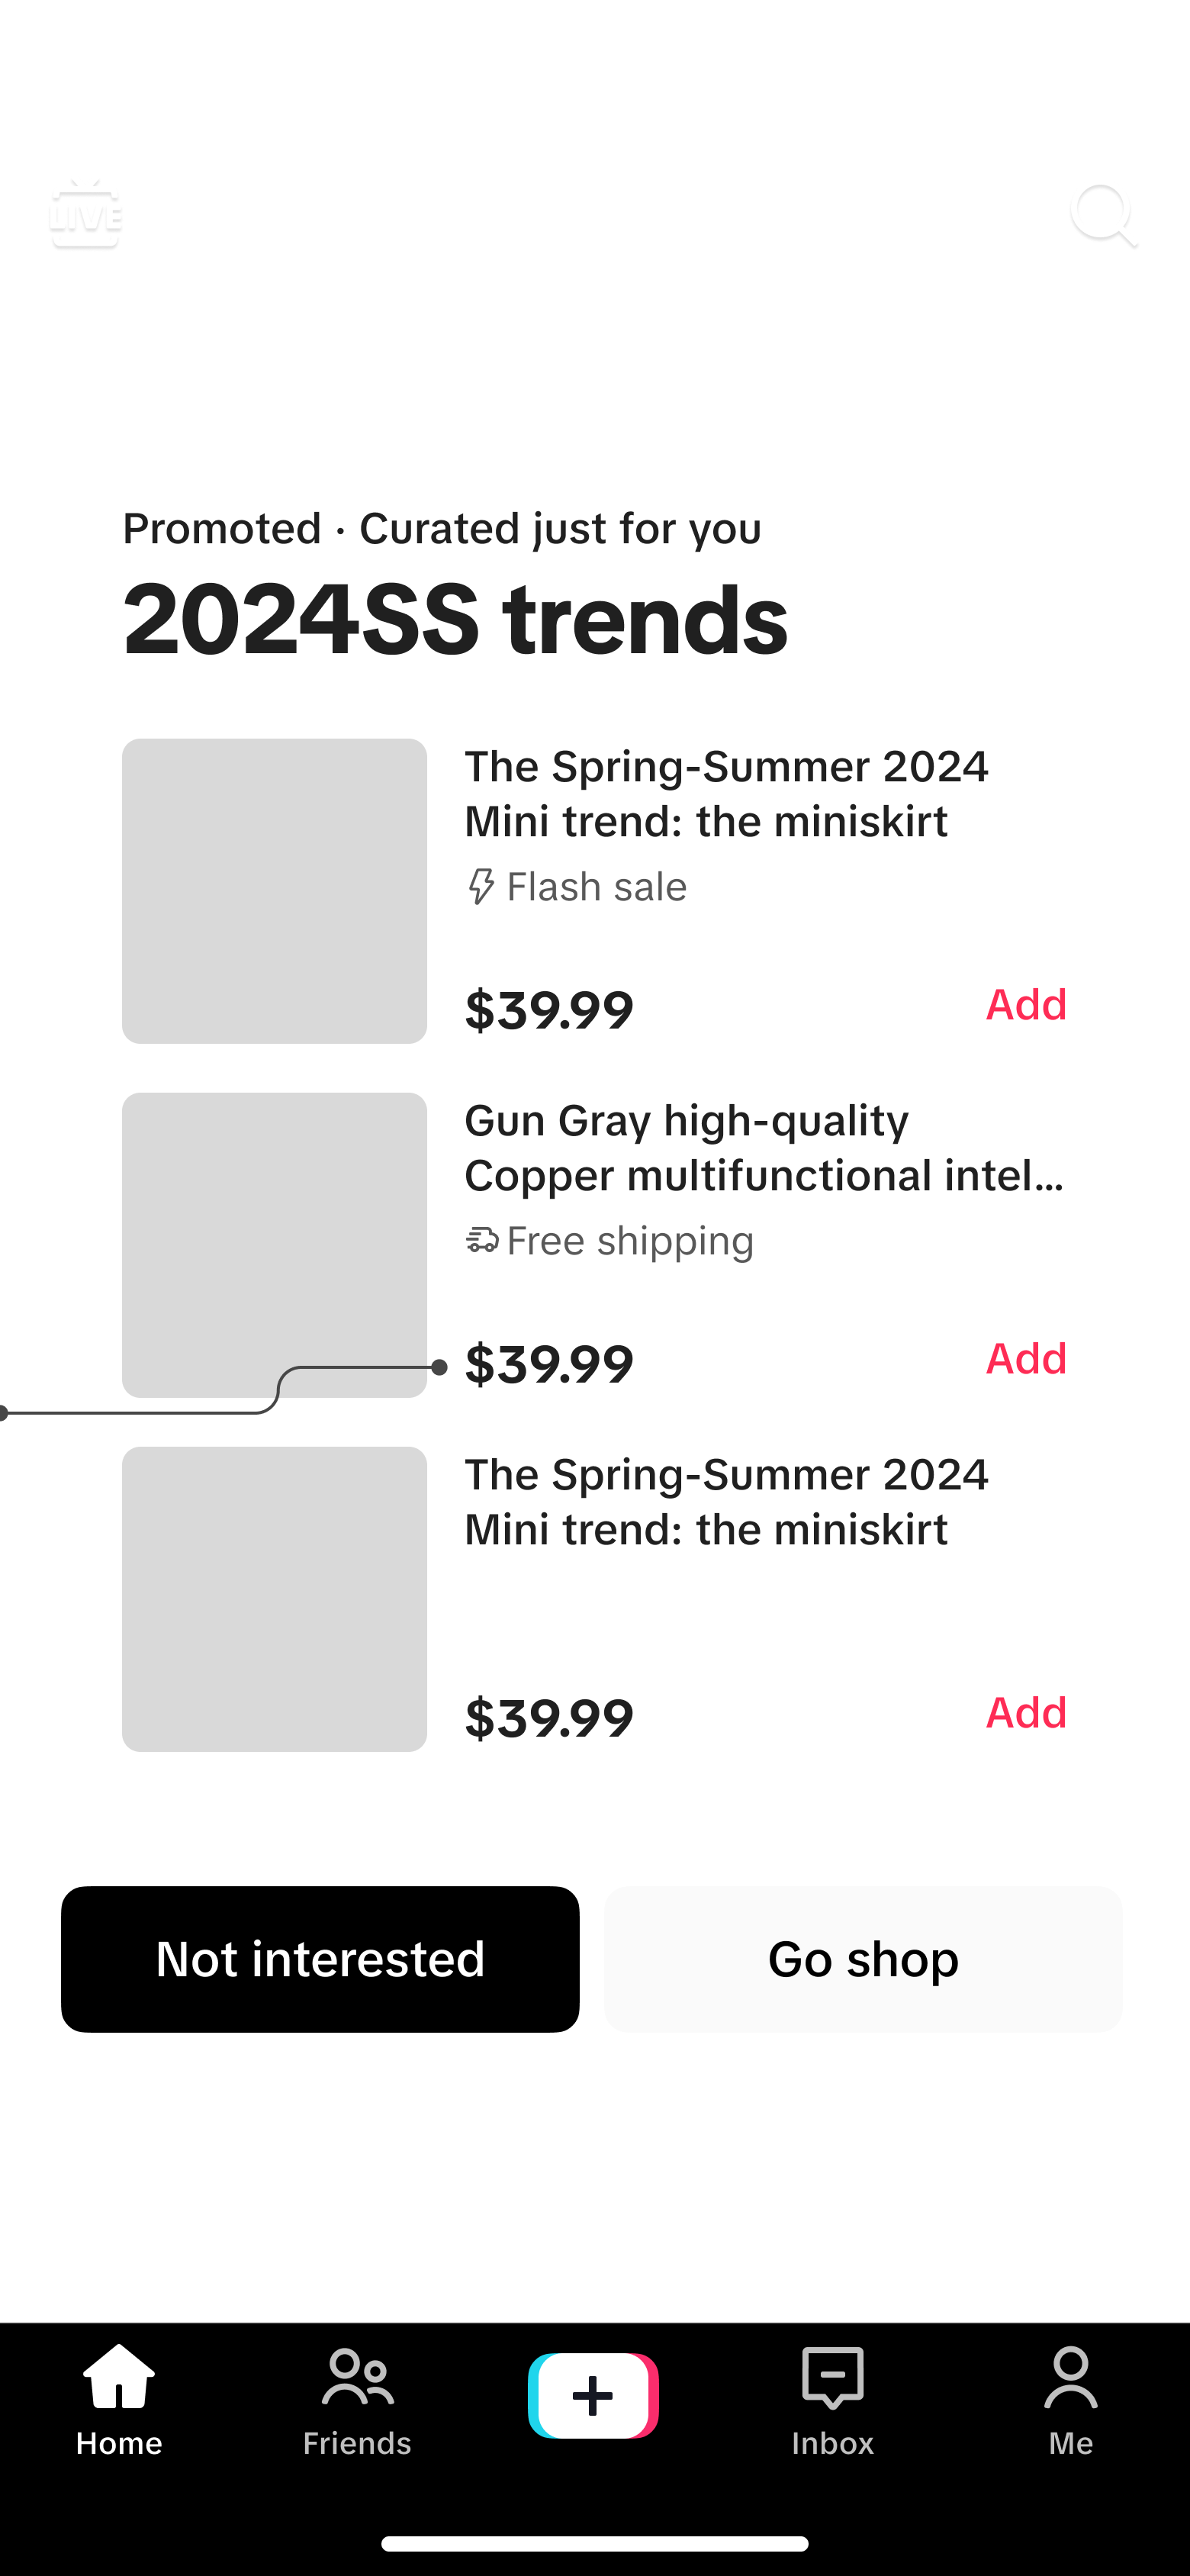 LIVE
Promoted · Curated just for you
2024SS trends
The Spring-Summer 2024
Mini trend: the miniskirt
Flash sale
$39.99
Add
Gun Gray high-quality
Copper multifunctional intel...
Free shipping
$39.99
Add
The Spring-Summer 2024
Mini trend: the miniskirt
$39.99
Add
Not interested
Go shop
Home
Friends
Inbox
Me